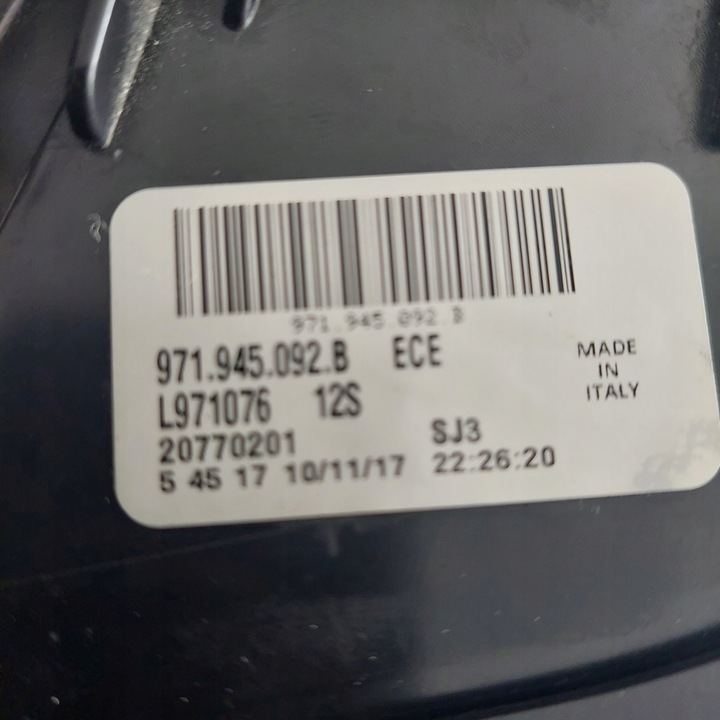 971.945.092.B
971.945.092.B ECE
L971076 12S
20770201 SJ3
5 45 17 10/11/17 22:26:20
MADE
IN
ITALY